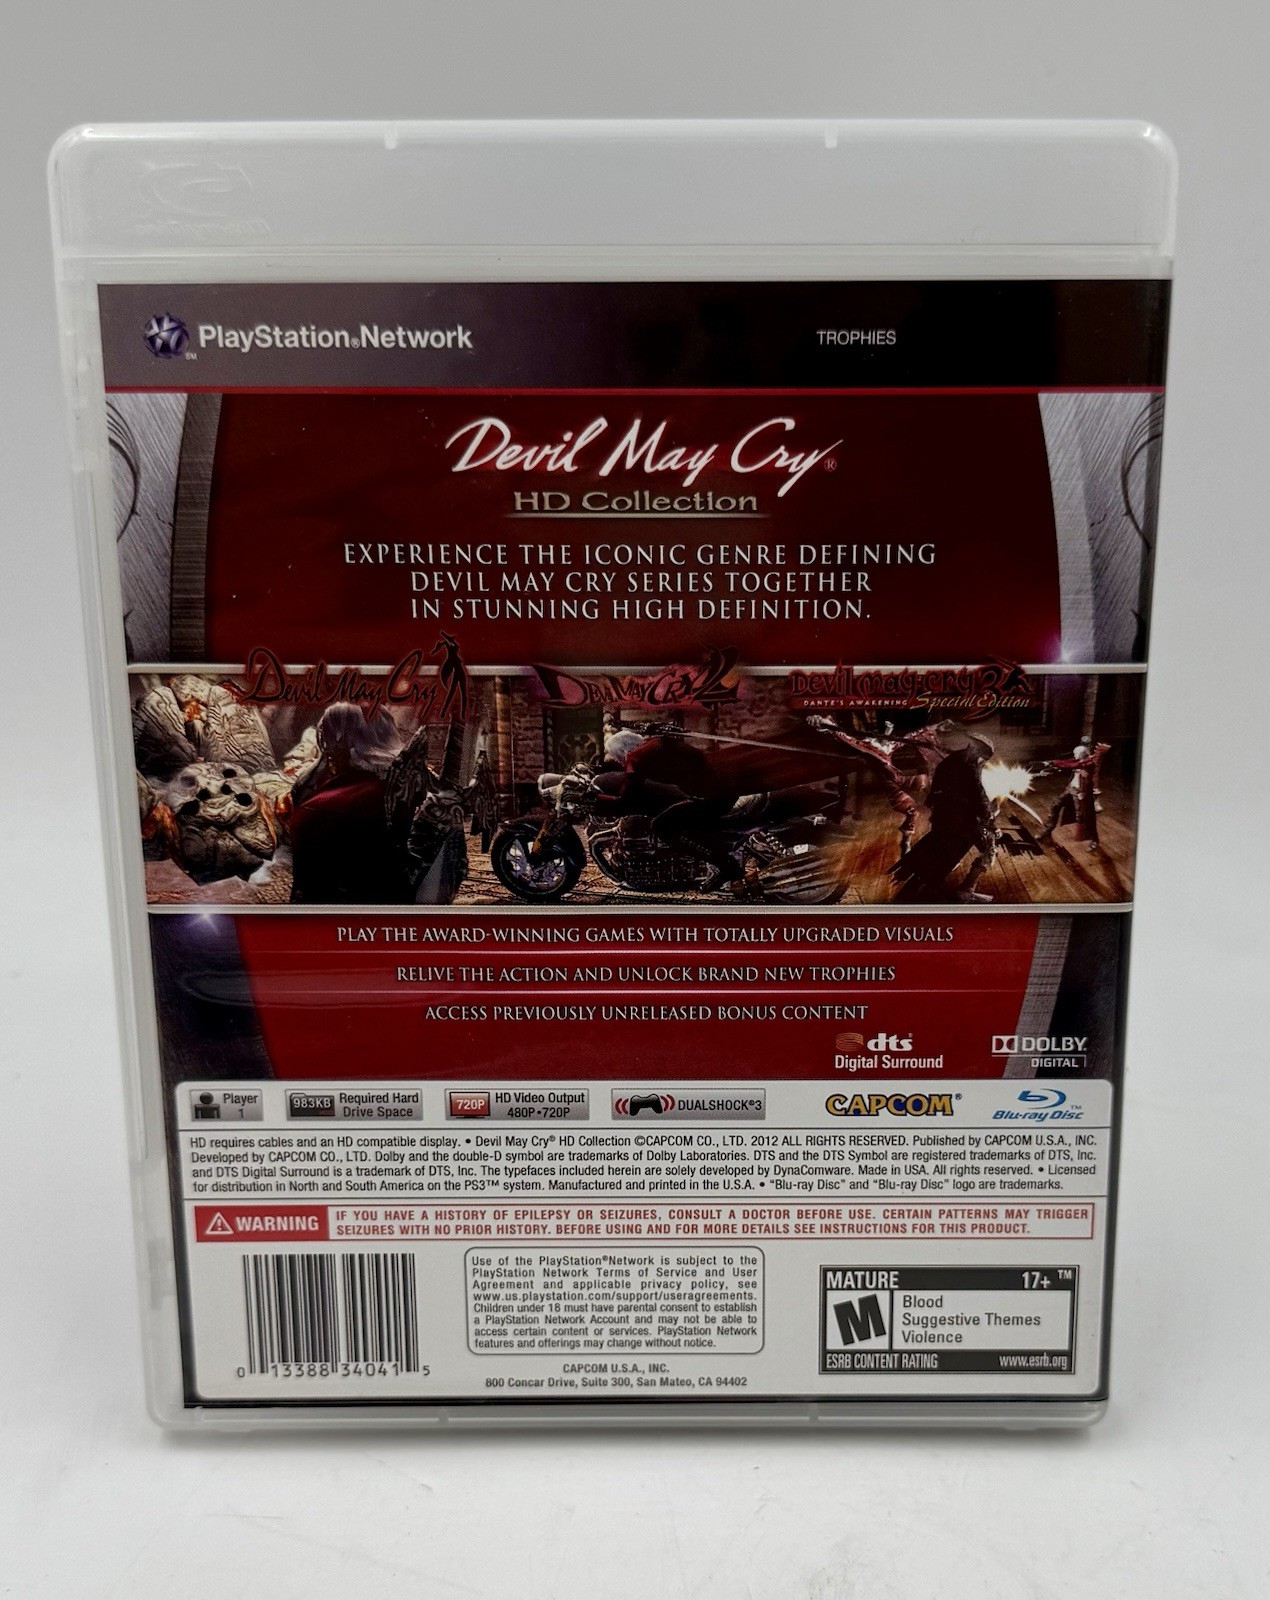 PlayStation®Network
SM
TROPHIES
Devil May Cry®
HD Collection
EXPERIENCE THE ICONIC GENRE DEFINING
DEVIL MAY CRY SERIES TOGETHER
IN STUNNING HIGH DEFINITION.
Devil May Cry
Devil May Cry 2
Devil may cry 3
DANTE'S AWAKENING Special Edition
PLAY THE AWARD-WINNING GAMES WITH TOTALLY UPGRADED VISUALS
RELIVE THE ACTION AND UNLOCK BRAND NEW TROPHIES
ACCESS PREVIOUSLY UNRELEASED BONUS CONTENT
dts
Digital Surround
DOLBY
DIGITAL
Player
1
983KB
Required Hard
Drive Space
720P
HD Video Output
480P•720P
DUALSHOCK®3
CAPCOM®
Blu-ray Disc™
HD requires cables and an HD compatible display. • Devil May Cry® HD Collection ©CAPCOM CO., LTD. 2012 ALL RIGHTS RESERVED. Published by CAPCOM U.S.A., INC.
Developed by CAPCOM CO., LTD. Dolby and the double-D symbol are trademarks of Dolby Laboratories. DTS and the DTS Symbol are registered trademarks of DTS, Inc.
and DTS Digital Surround is a trademark of DTS, Inc. The typefaces included herein are solely developed by DynaComware. Made in USA. All rights reserved. • Licensed
for distribution in North and South America on the PS3™ system. Manufactured and printed in the U.S.A. • "Blu-ray Disc" and "Blu-ray Disc" logo are trademarks.
WARNING
IF YOU HAVE A HISTORY OF EPILEPSY OR SEIZURES, CONSULT A DOCTOR BEFORE USE. CERTAIN PATTERNS MAY TRIGGER
SEIZURES WITH NO PRIOR HISTORY. BEFORE USING AND FOR MORE DETAILS SEE INSTRUCTIONS FOR THIS PRODUCT.
0 13388 34041 5
Use of the PlayStation®Network is subject to the
PlayStation Network Terms of Service and User
Agreement and applicable privacy policy, see
www.us.playstation.com/support/useragreements.
Children under 18 must have parental consent to establish
a PlayStation Network Account and may not be able to
access certain content or services. PlayStation Network
features and offerings may change without notice.
CAPCOM U.S.A., INC.
800 Concar Drive, Suite 300, San Mateo, CA 94402
MATURE 17+ ™
M
Blood
Suggestive Themes
Violence
ESRB CONTENT RATING www.esrb.org